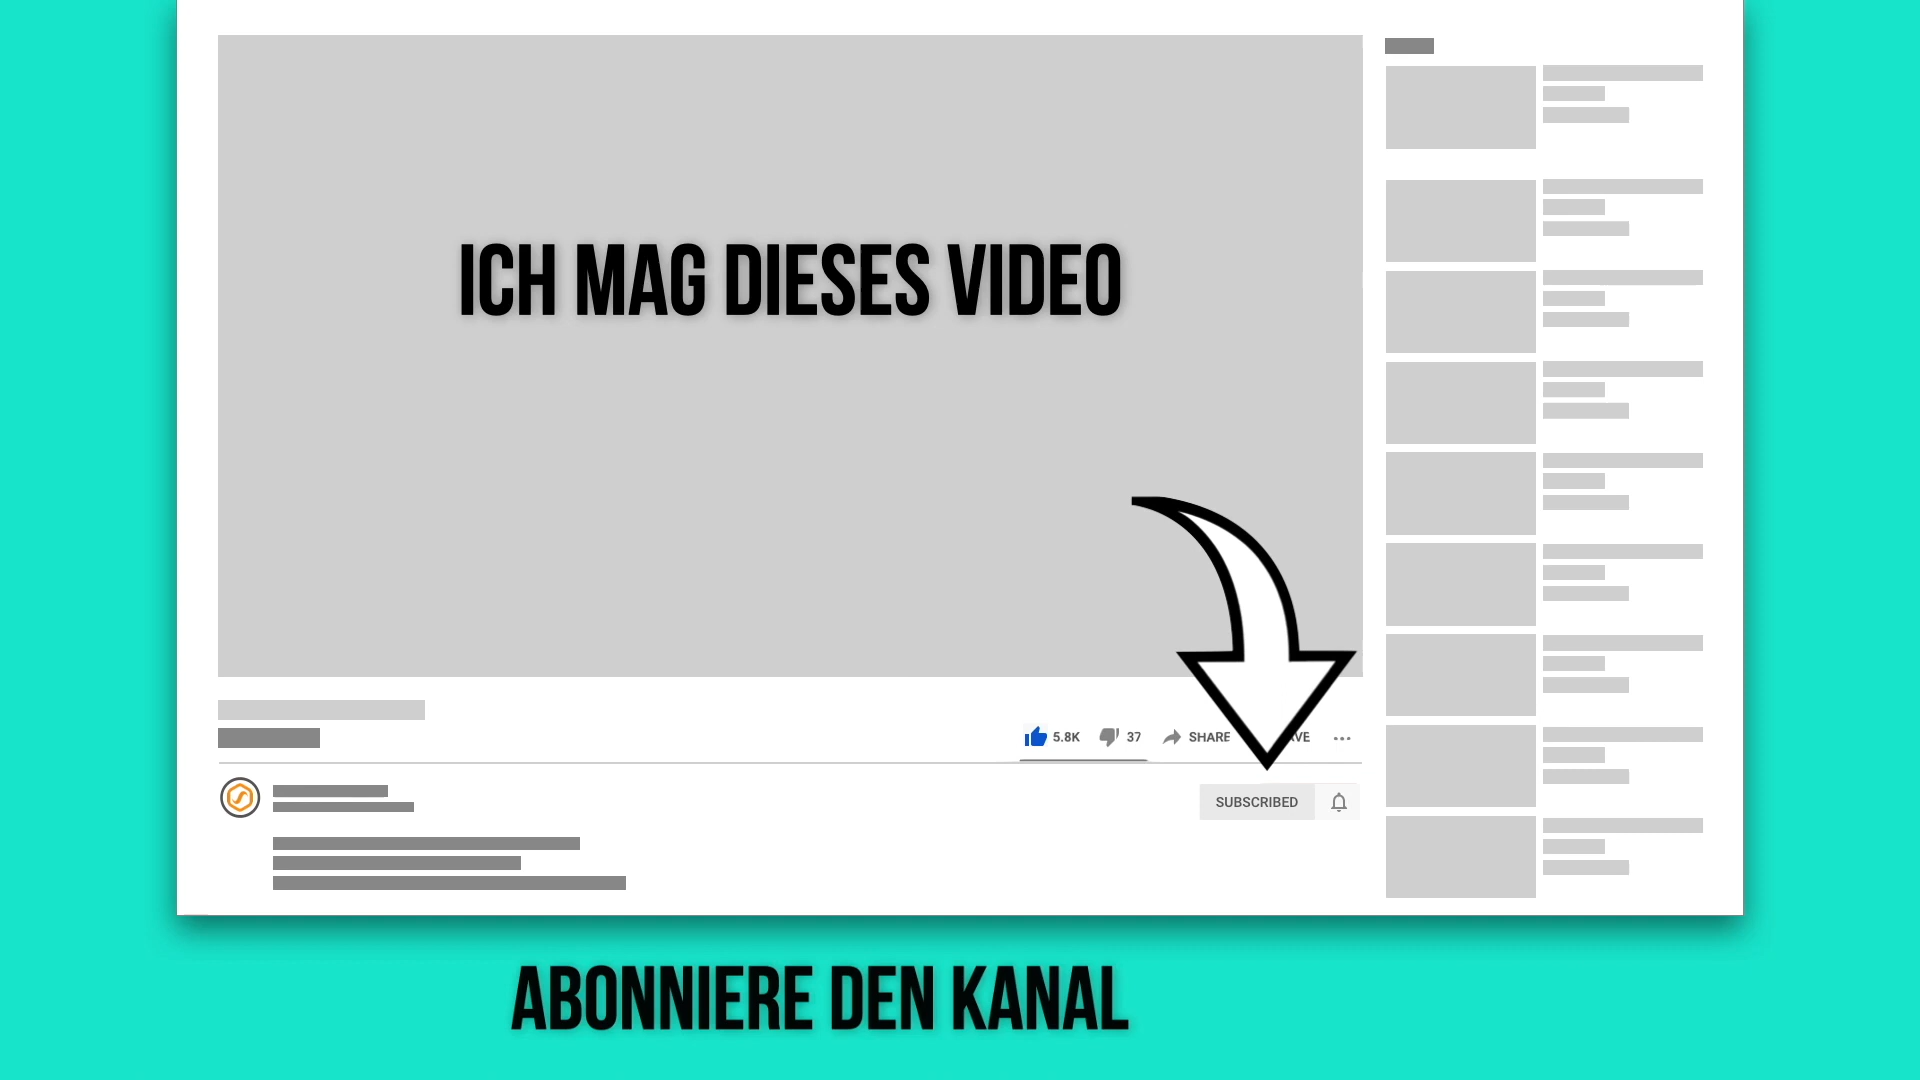 ICH MAG DIESES VIDEO
5.8K 37 SHARE
SUBSCRIBED
ABONNIERE DEN KANAL